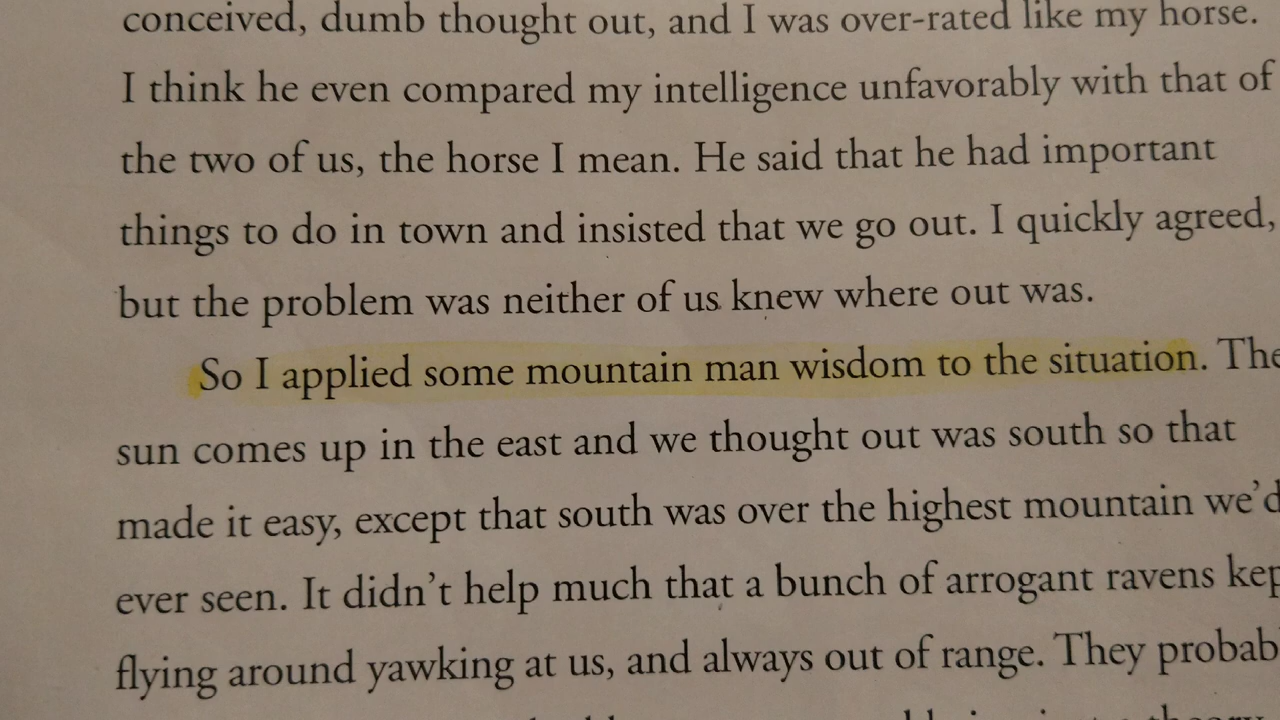 conceived, dumb thought out, and I was over-rated like my horse.
I think he even compared my intelligence unfavorably with that of
the two of us, the horse I mean. He said that he had important
things to do in town and insisted that we go out. I quickly agreed,
but the problem was neither of us knew where out was.
So I applied some mountain man wisdom to the situation. The
sun comes up in the east and we thought out was south so that
made it easy, except that south was over the highest mountain we’d
ever seen. It didn’t help much that a bunch of arrogant ravens kep
flying around yawking at us, and always out of range. They probab